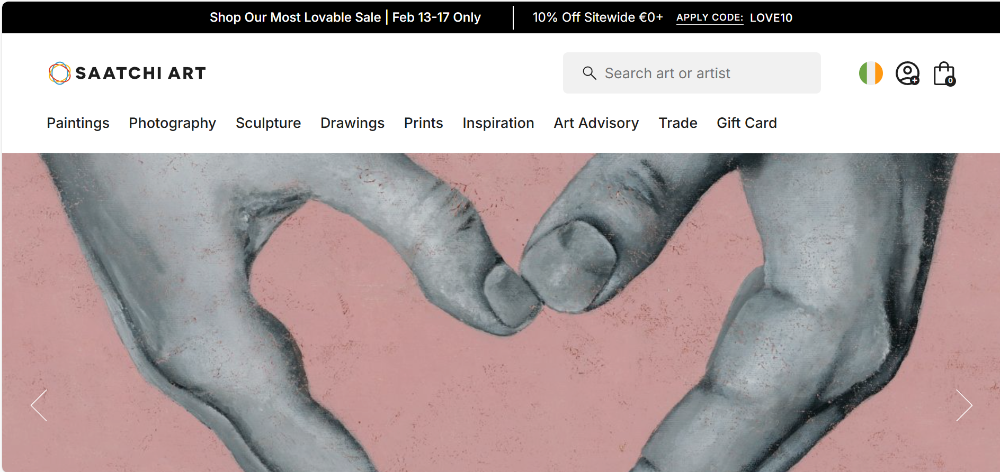 Shop Our Most Lovable Sale | Feb 13-17 Only
10% Off Sitewide €0+ APPLY CODE: LOVE10
SAATCHI ART
Search art or artist
0
Paintings Photography Sculpture Drawings Prints Inspiration Art Advisory Trade Gift Card